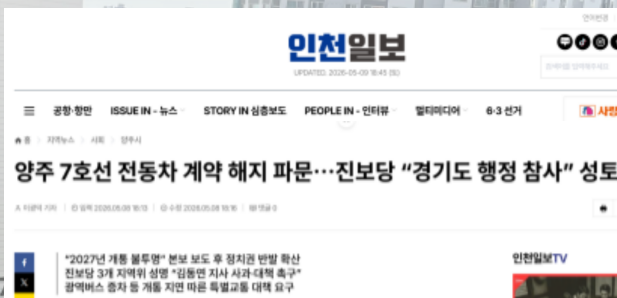 언어변경
인천일보
UPDATED. 2026-05-09 16:45 (토)
공항·항만 ISSUE IN - 뉴스 STORY IN 심층보도 PEOPLE IN - 인터뷰 멀티미디어 6·3 선거
홈 지역뉴스 사회 양주시
양주 7호선 전동차 계약 해지 파문…진보당 “경기도 행정 참사” 성토
"2027년 개통 불투명" 본보 보도 후 정치권 반발 확산
진보당 3개 지역위 성명 "김동연 지사 사과·대책 촉구"
광역버스 증차 등 개통 지연 따른 특별교통 대책 요구
인천일보TV